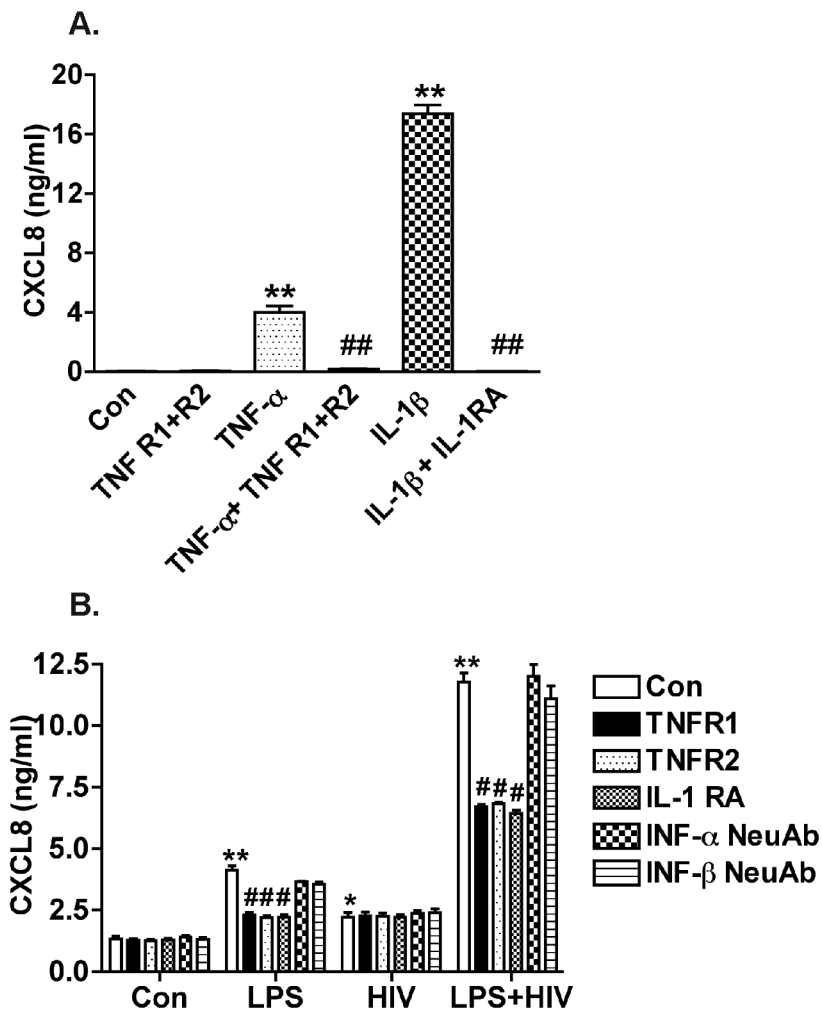 A.
CXCL8 (ng/ml)
20
16
12
8
4
0
**
##
**
##
Con
TNF R1+R2
TNF-α
TNF-α+ TNF R1+R2
IL-1β
IL-1β+ IL-1RA
B.
CXCL8 (ng/ml)
12.5
10.0
7.5
5.0
2.5
0.0
**
###
*
**
# # #
Con
LPS
HIV
LPS+HIV
Con
TNFR1
TNFR2
IL-1 RA
INF-α NeuAb
INF-β NeuAb